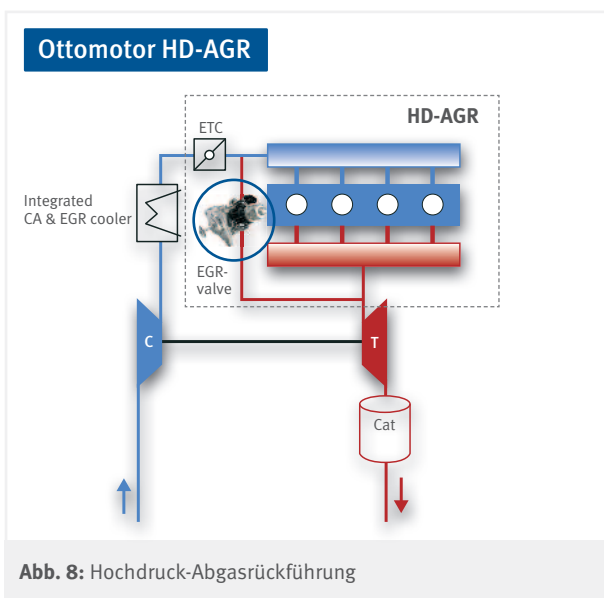 Ottomotor HD-AGR
HD-AGR
ETC
Integrated
CA & EGR cooler
EGR-
valve
C
T
Cat
Abb. 8: Hochdruck-Abgasrückführung